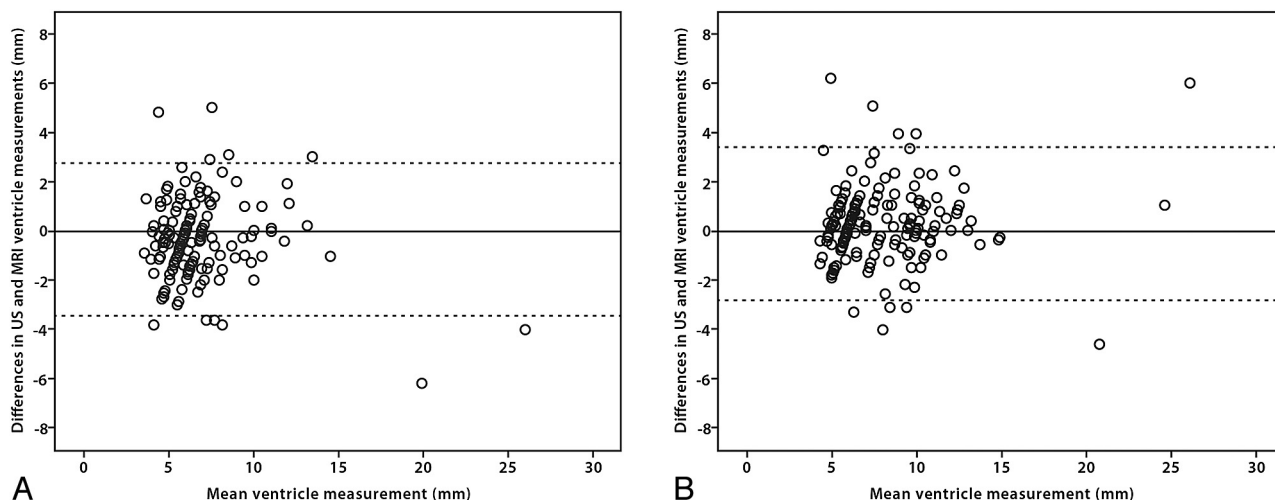 Differences in US and MRI ventricle measurements (mm)
8
6
4
2
0
-2
-4
-6
-8
0 5 10 15 20 25 30
Mean ventricle measurement (mm)
A
Differences in US and MRI ventricle measurements (mm)
8
6
4
2
0
-2
-4
-6
-8
0 5 10 15 20 25 30
Mean ventricle measurement (mm)
B